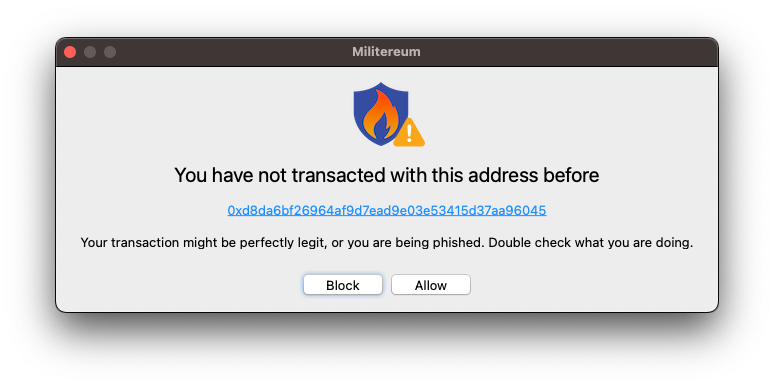 Militereum
You have not transacted with this address before
0xd8da6bf26964af9d7ead9e03e53415d37aa96045
Your transaction might be perfectly legit, or you are being phished. Double check what you are doing.
Block
Allow